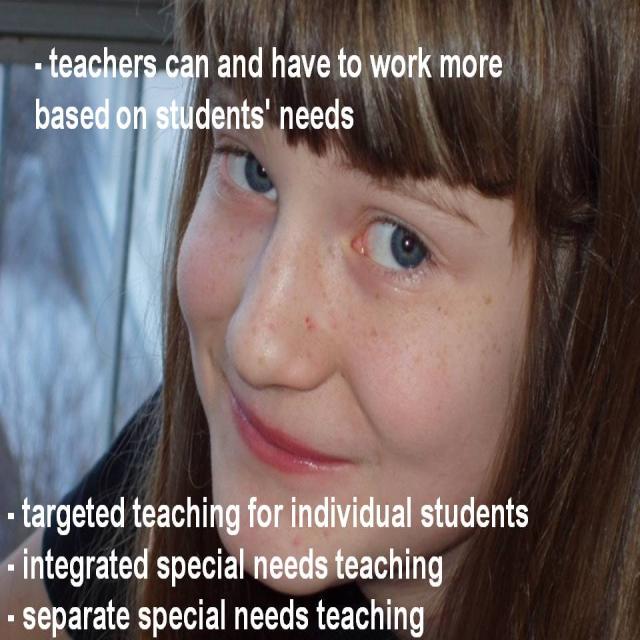 - teachers can and have to work more
based on students' needs
- targeted teaching for individual students
- integrated special needs teaching
- separate special needs teaching